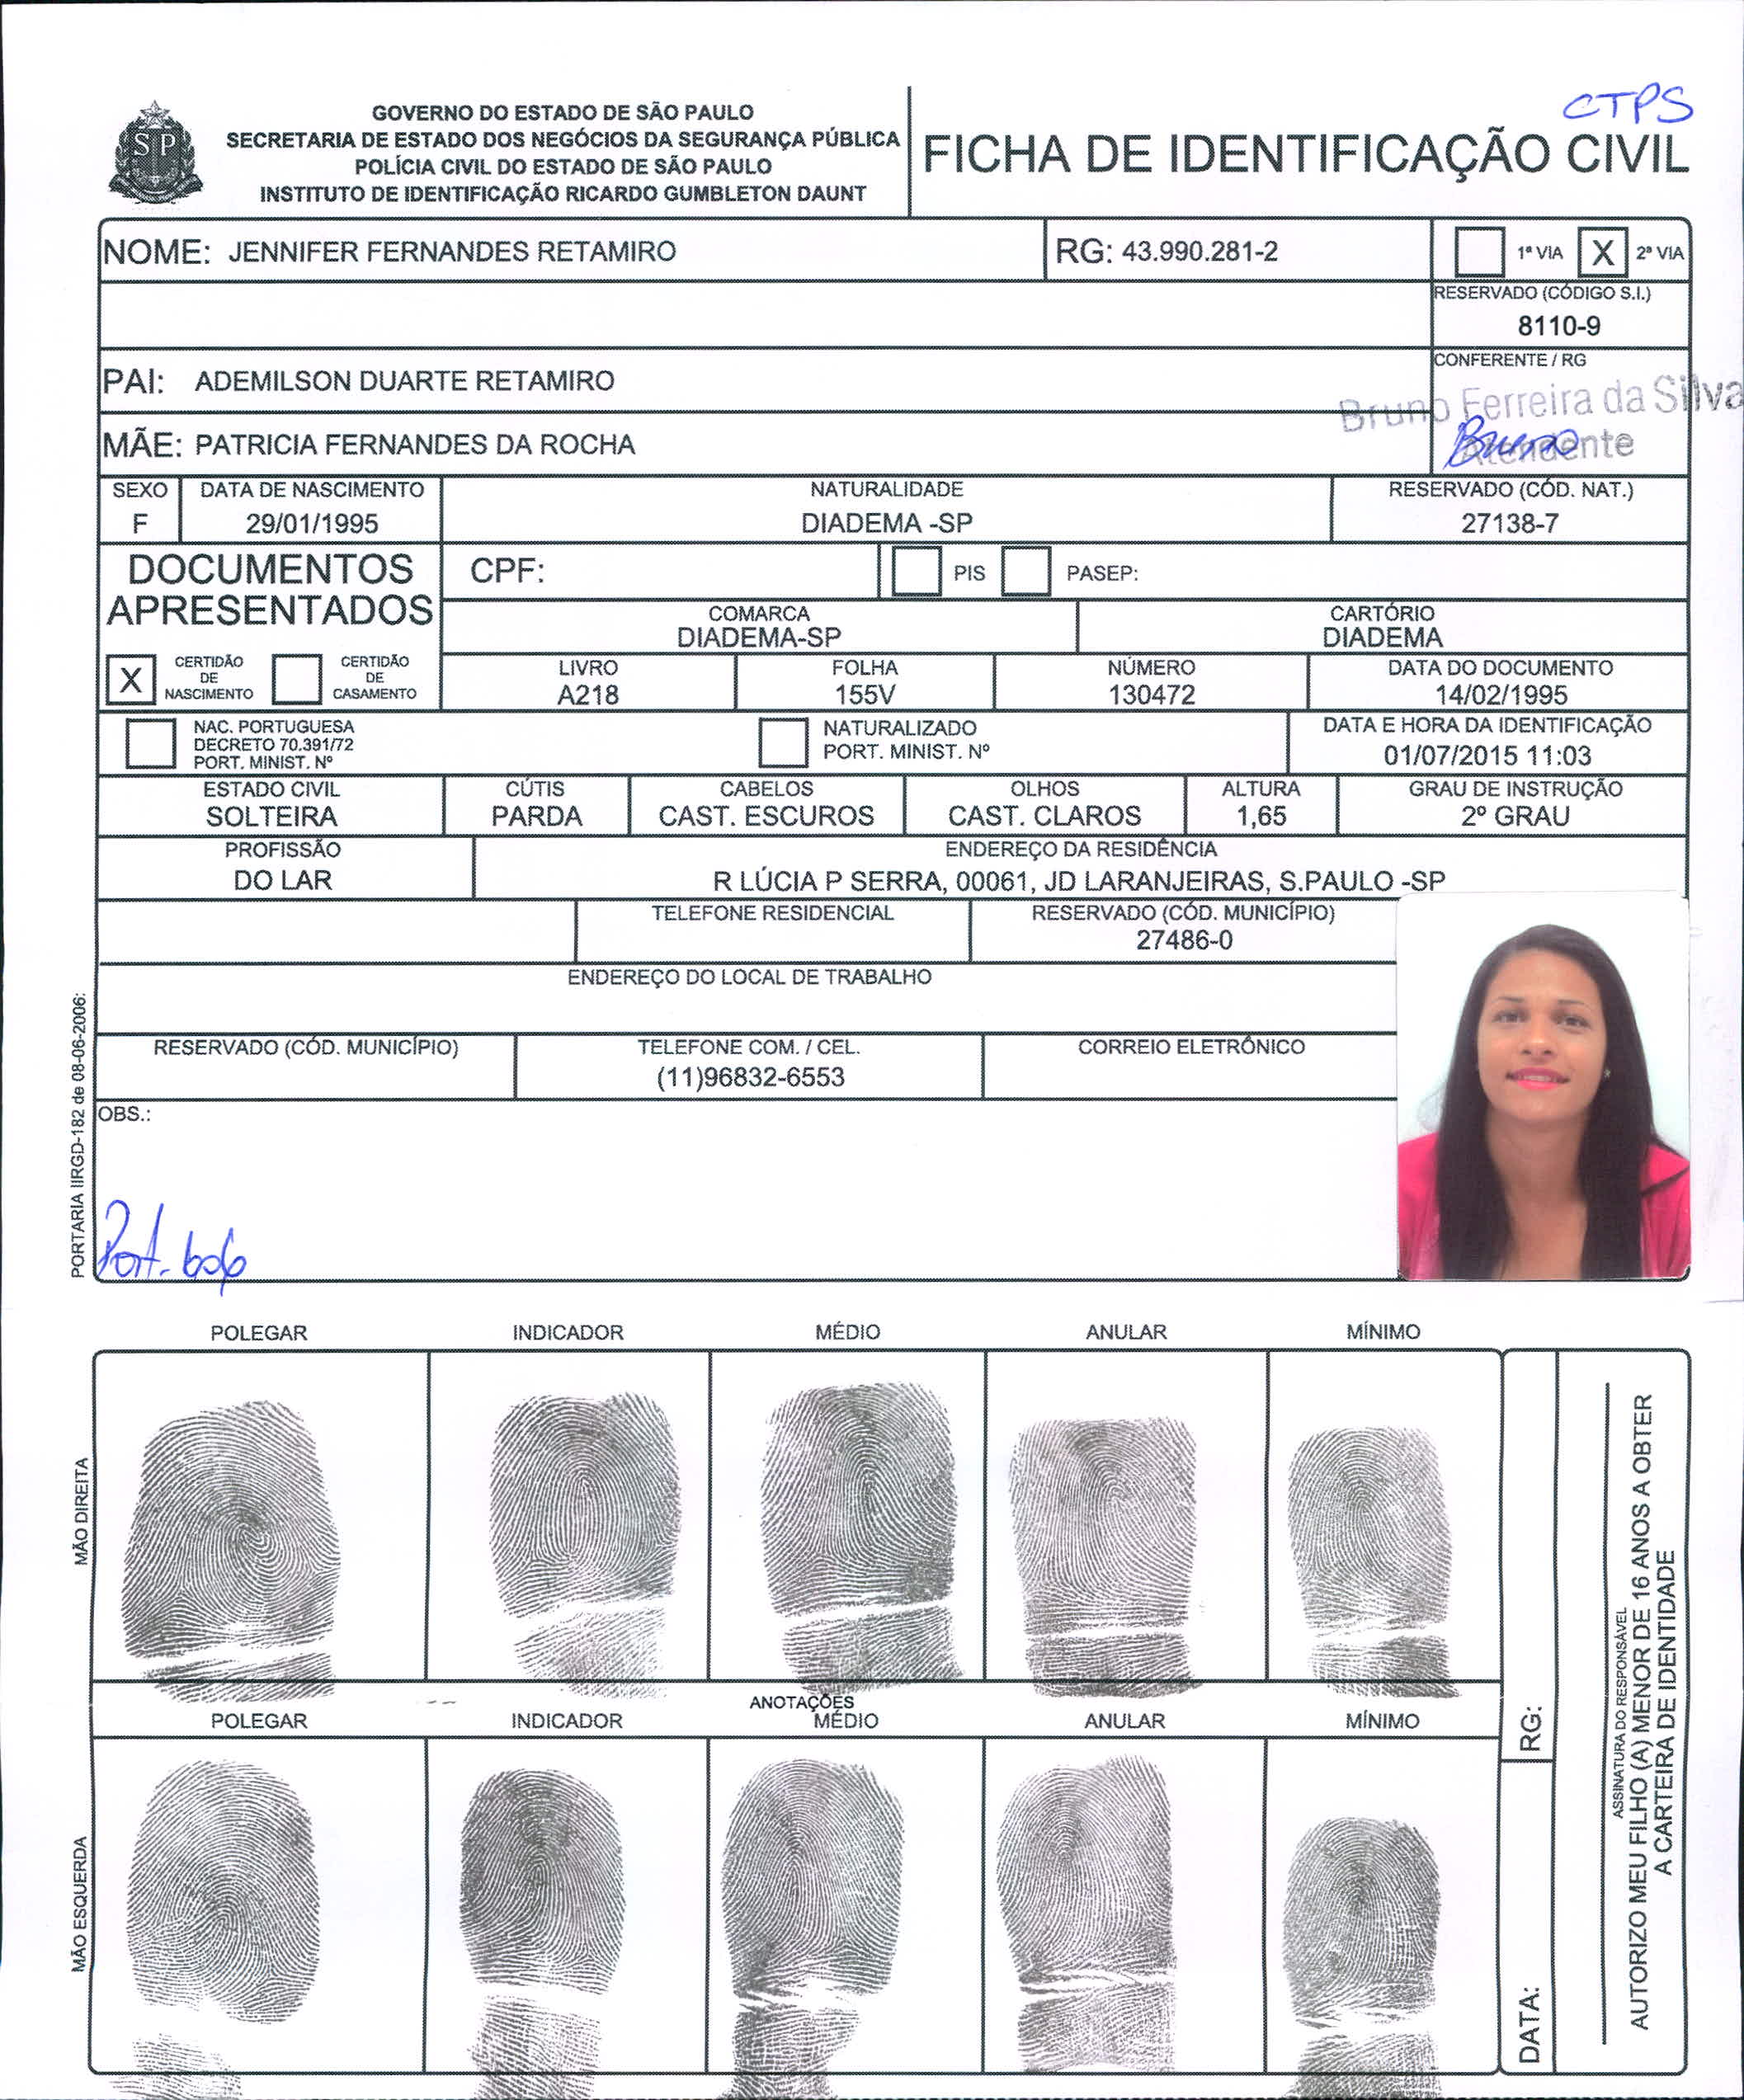 CTPS
GOVERNO DO ESTADO DE SÃO PAULO
SECRETARIA DE ESTADO DOS NEGÓCIOS DA SEGURANÇA PÚBLICA
POLÍCIA CIVIL DO ESTADO DE SÃO PAULO
INSTITUTO DE IDENTIFICAÇÃO RICARDO GUMBLETON DAUNT
SP
FICHA DE IDENTIFICAÇÃO CIVIL
NOME: JENNIFER FERNANDES RETAMIRO
RG: 43.990.281-2
1ª VIA X 2ª VIA
RESERVADO (CÓDIGO S.I.)
8110-9
PAI: ADEMILSON DUARTE RETAMIRO
CONFERENTE / RG
Bruno Ferreira da Silva
Bruno
Atendente
MÃE: PATRICIA FERNANDES DA ROCHA
SEXO
F
DATA DE NASCIMENTO
29/01/1995
NATURALIDADE
DIADEMA -SP
RESERVADO (CÓD. NAT.)
27138-7
DOCUMENTOS
APRESENTADOS
CPF:
PIS
PASEP:
COMARCA
DIADEMA-SP
CARTÓRIO
DIADEMA
X
CERTIDÃO
DE
NASCIMENTO
CERTIDÃO
DE
CASAMENTO
LIVRO
A218
FOLHA
155V
NÚMERO
130472
DATA DO DOCUMENTO
14/02/1995
NAC. PORTUGUESA
DECRETO 70.391/72
PORT. MINIST. Nº
NATURALIZADO
PORT. MINIST. Nº
DATA E HORA DA IDENTIFICAÇÃO
01/07/2015 11:03
ESTADO CIVIL
SOLTEIRA
CÚTIS
PARDA
CABELOS
CAST. ESCUROS
OLHOS
CAST. CLAROS
ALTURA
1,65
GRAU DE INSTRUÇÃO
2º GRAU
PROFISSÃO
DO LAR
ENDEREÇO DA RESIDÊNCIA
R LÚCIA P SERRA, 00061, JD LARANJEIRAS, S.PAULO -SP
TELEFONE RESIDENCIAL
RESERVADO (CÓD. MUNICÍPIO)
27486-0
ENDEREÇO DO LOCAL DE TRABALHO
RESERVADO (CÓD. MUNICÍPIO)
TELEFONE COM. / CEL.
(11)96832-6553
CORREIO ELETRÔNICO
OBS.:
Port.
PORTARIA IIRGD-182 de 08-06-2006:
POLEGAR INDICADOR MÉDIO ANULAR MÍNIMO
MÃO DIREITA
ANOTAÇÕES
POLEGAR INDICADOR MÉDIO ANULAR MÍNIMO
MÃO ESQUERDA
RG:
DATA:
ASSINATURA DO RESPONSÁVEL
AUTORIZO MEU FILHO (A) MENOR DE 16 ANOS A OBTER
A CARTEIRA DE IDENTIDADE